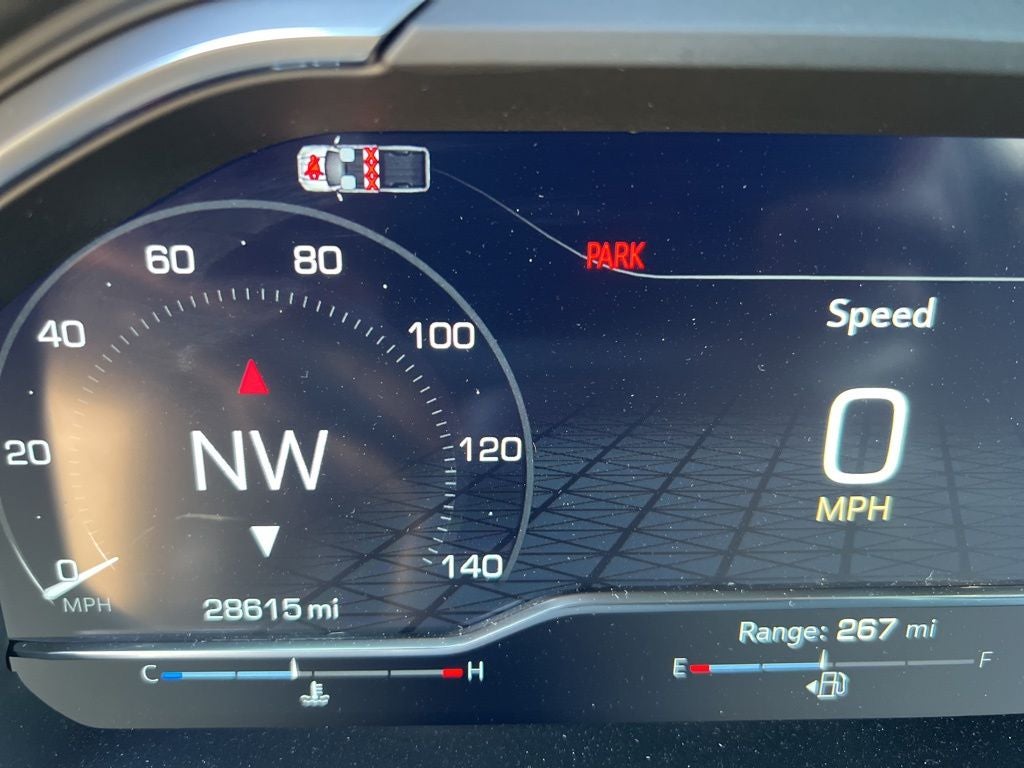 PARK
60 80
40 100
20 120
0 140
MPH
NW
28615 mi
Speed
0
MPH
Range: 267 mi
C H
E F